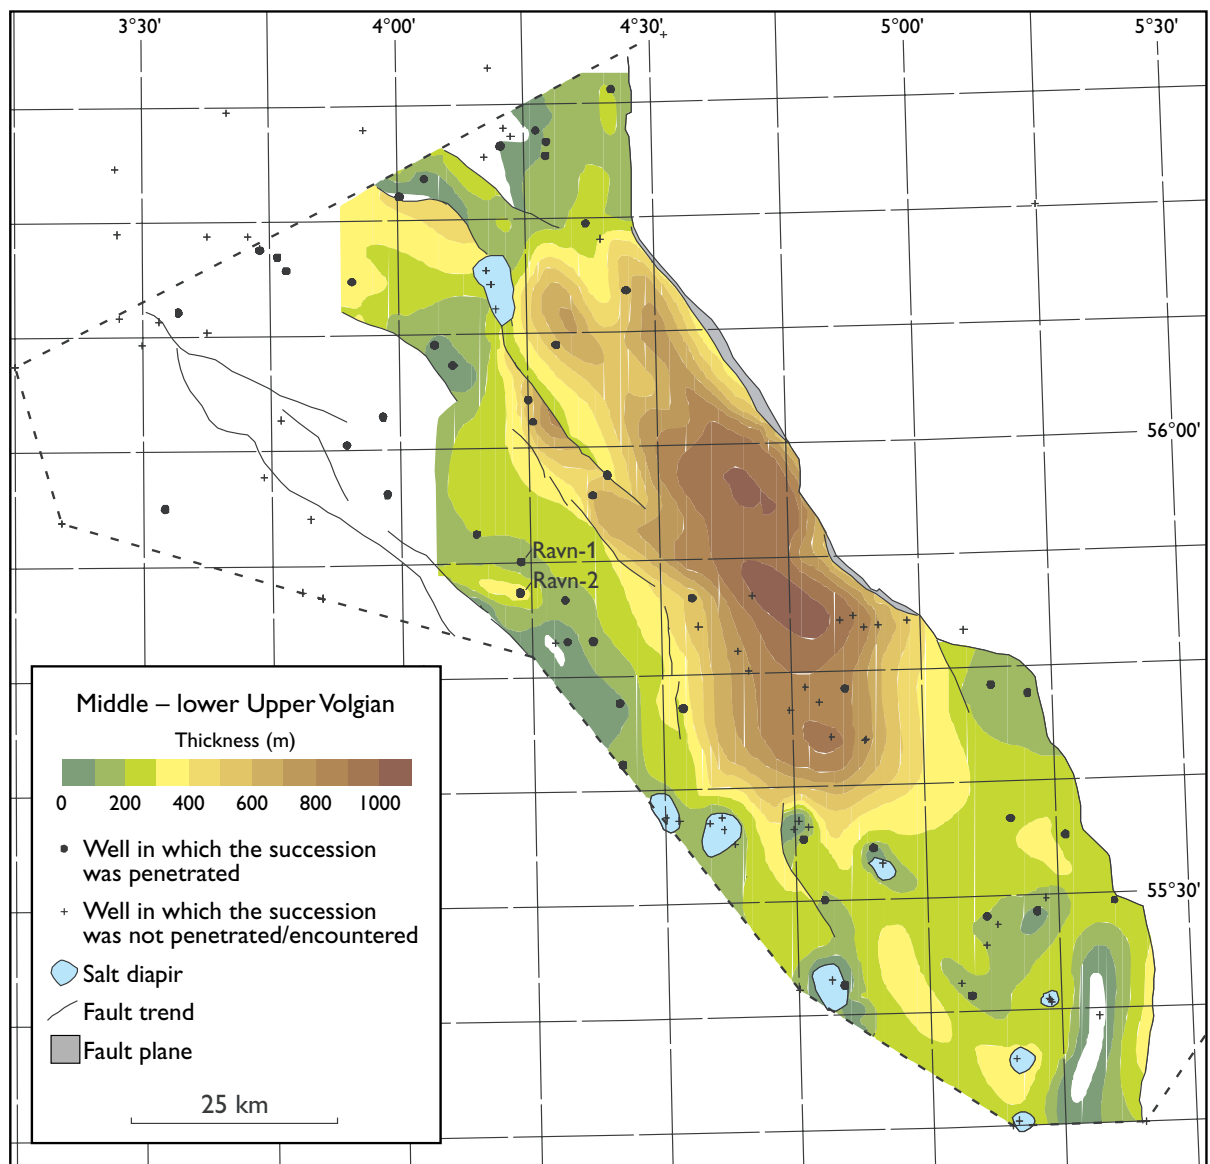 3°30' 4°00' 4°30' 5°00' 5°30'
56°00'
Ravn-1
Ravn-2
55°30'
Middle – lower Upper Volgian
Thickness (m)
0 200 400 600 800 1000
Well in which the succession
was penetrated
Well in which the succession
was not penetrated/encountered
Salt diapir
Fault trend
Fault plane
25 km